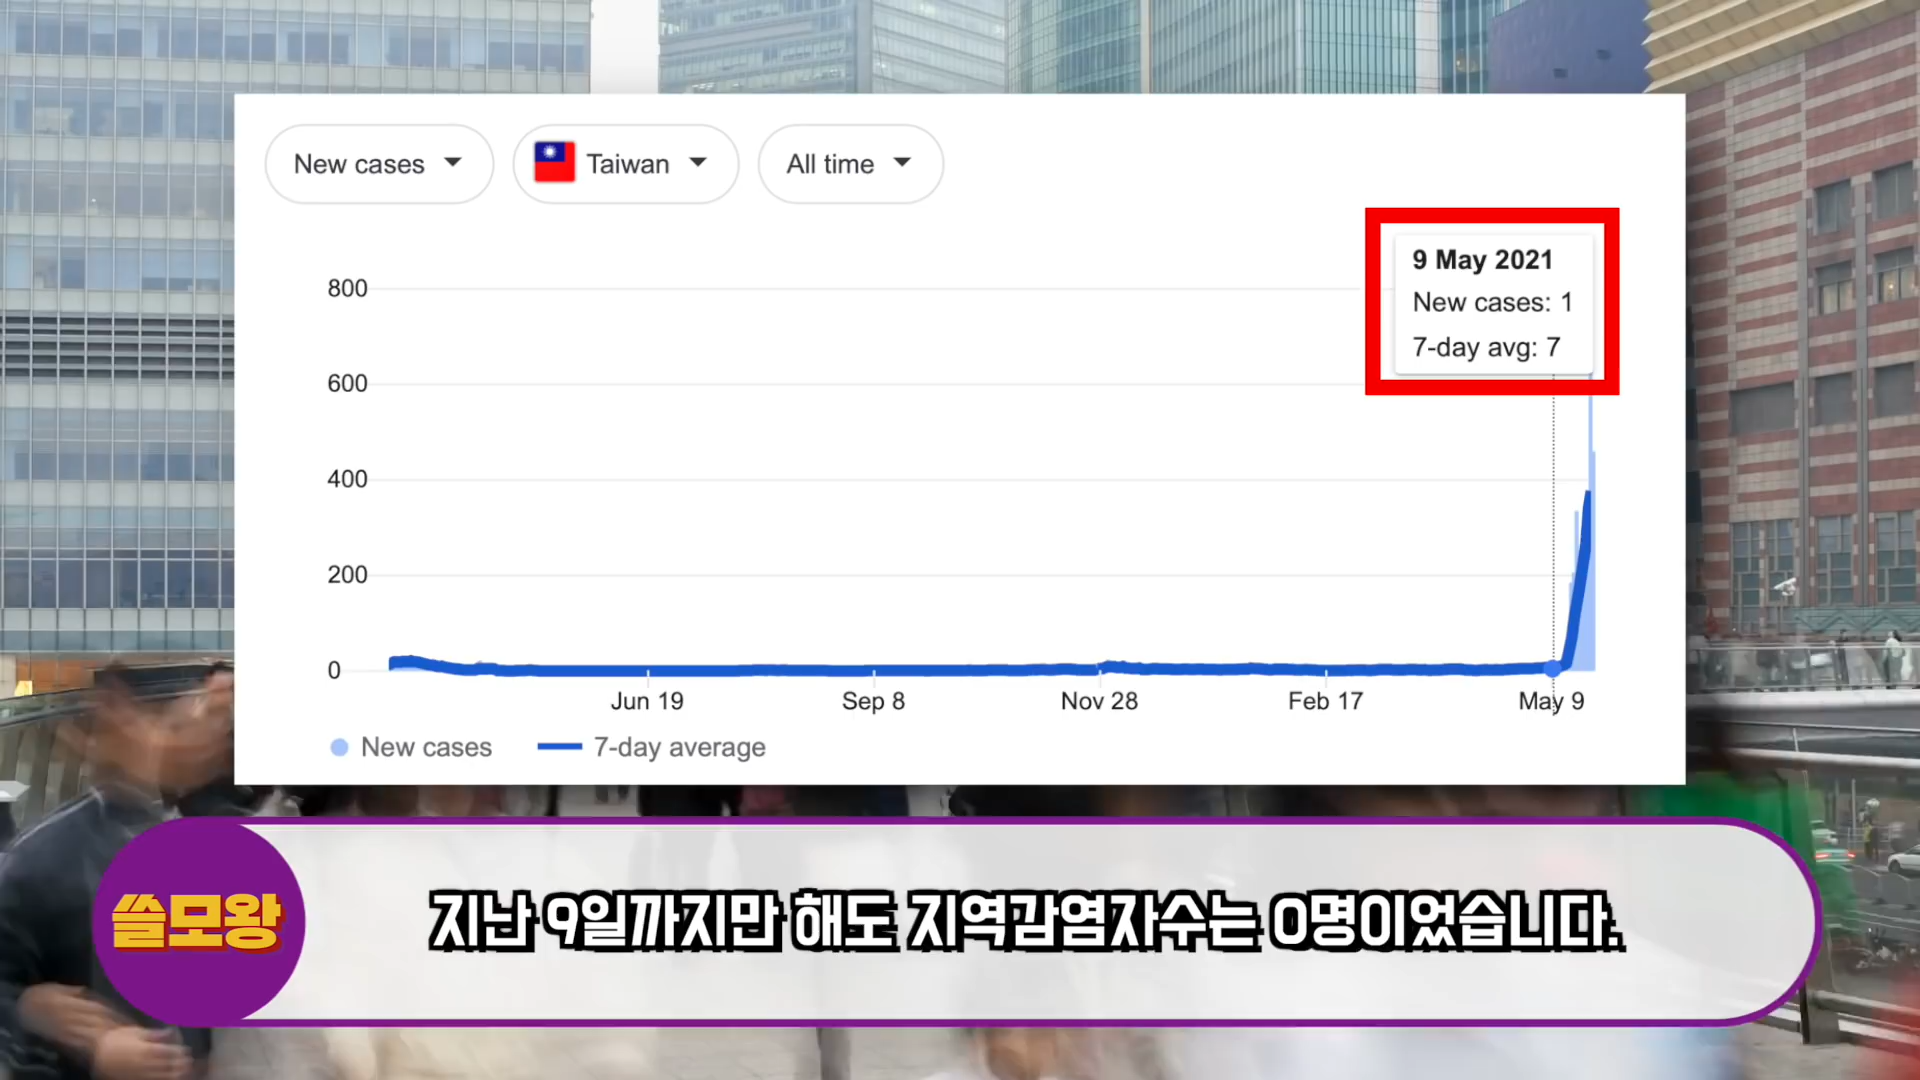 New cases
Taiwan
All time
9 May 2021
New cases: 1
7-day avg: 7
800
600
400
200
0
Jun 19
Sep 8
Nov 28
Feb 17
May 9
New cases
7-day average
쓸모왕
지난 9일까지만 해도 지역감염자수는 0명이었습니다.